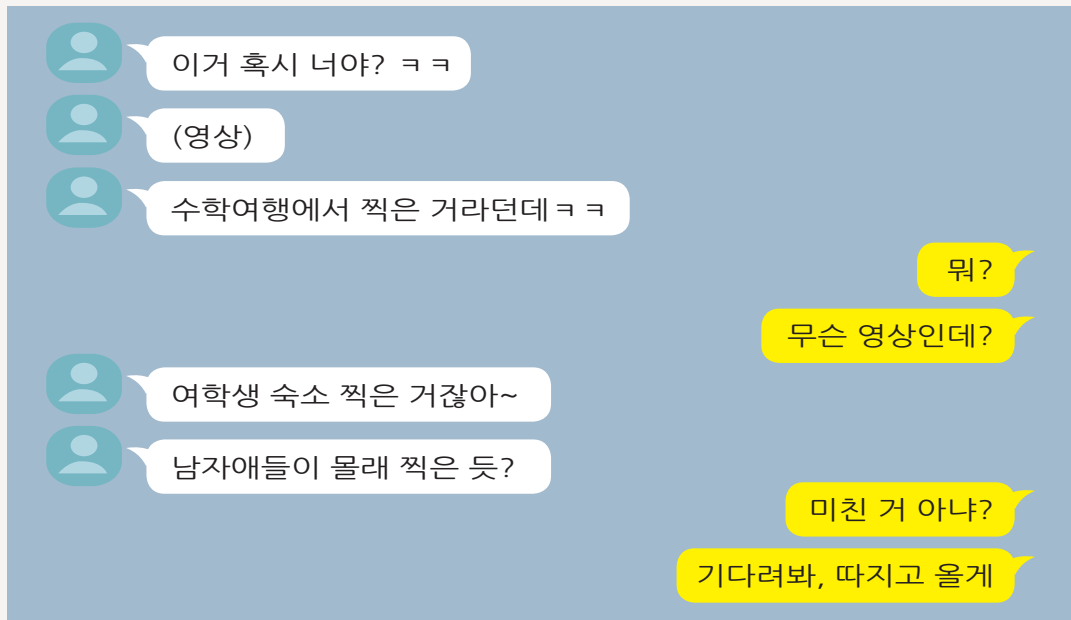 이거 혹시 너야? ㅋㅋ
(영상)
수학여행에서 찍은 거라던데ㅋㅋ
뭐?
무슨 영상인데?
여학생 숙소 찍은 거잖아~
남자애들이 몰래 찍은 듯?
미친 거 아냐?
기다려봐, 따지고 올게